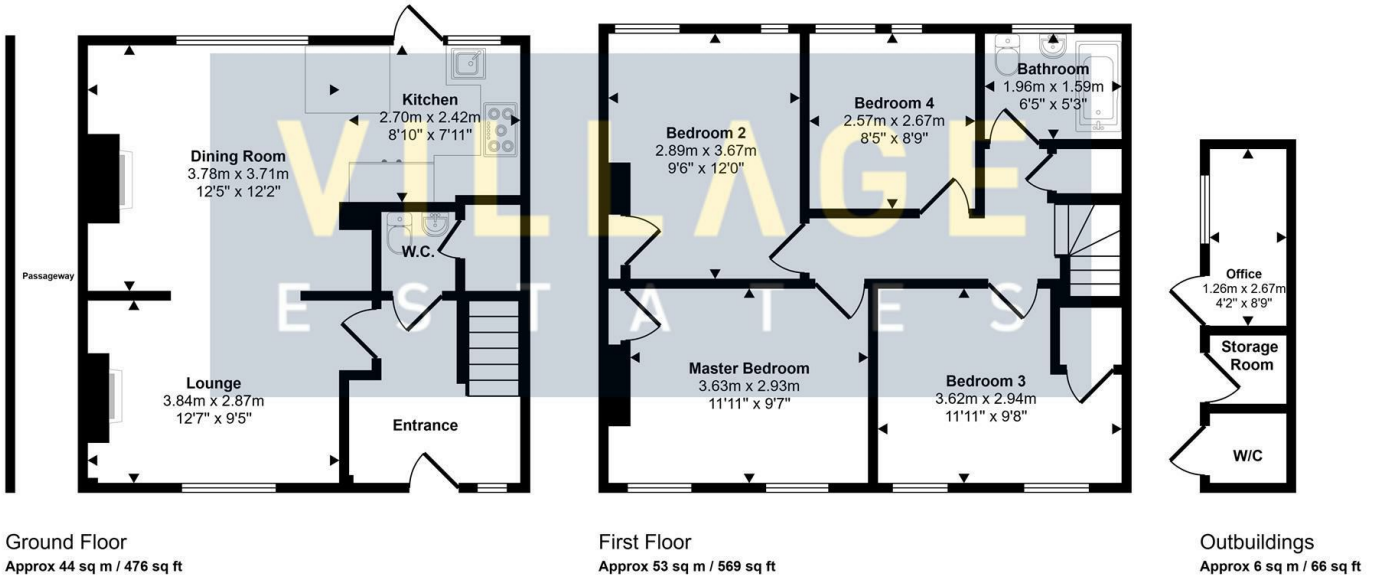 Passageway
Kitchen
2.70m x 2.42m
8'10" x 7'11"
Dining Room
3.78m x 3.71m
12'5" x 12'2"
W.C.
Lounge
3.84m x 2.87m
12'7" x 9'5"
Entrance
VILLAGE
ESTATES
Bedroom 2
2.89m x 3.67m
9'6" x 12'0"
Bedroom 4
2.57m x 2.67m
8'5" x 8'9"
Bathroom
1.96m x 1.59m
6'5" x 5'3"
Master Bedroom
3.63m x 2.93m
11'11" x 9'7"
Bedroom 3
3.62m x 2.94m
11'11" x 9'8"
Office
1.26m x 2.67m
4'2" x 8'9"
Storage
Room
W/C
Ground Floor
Approx 44 sq m / 476 sq ft
First Floor
Approx 53 sq m / 569 sq ft
Outbuildings
Approx 6 sq m / 66 sq ft